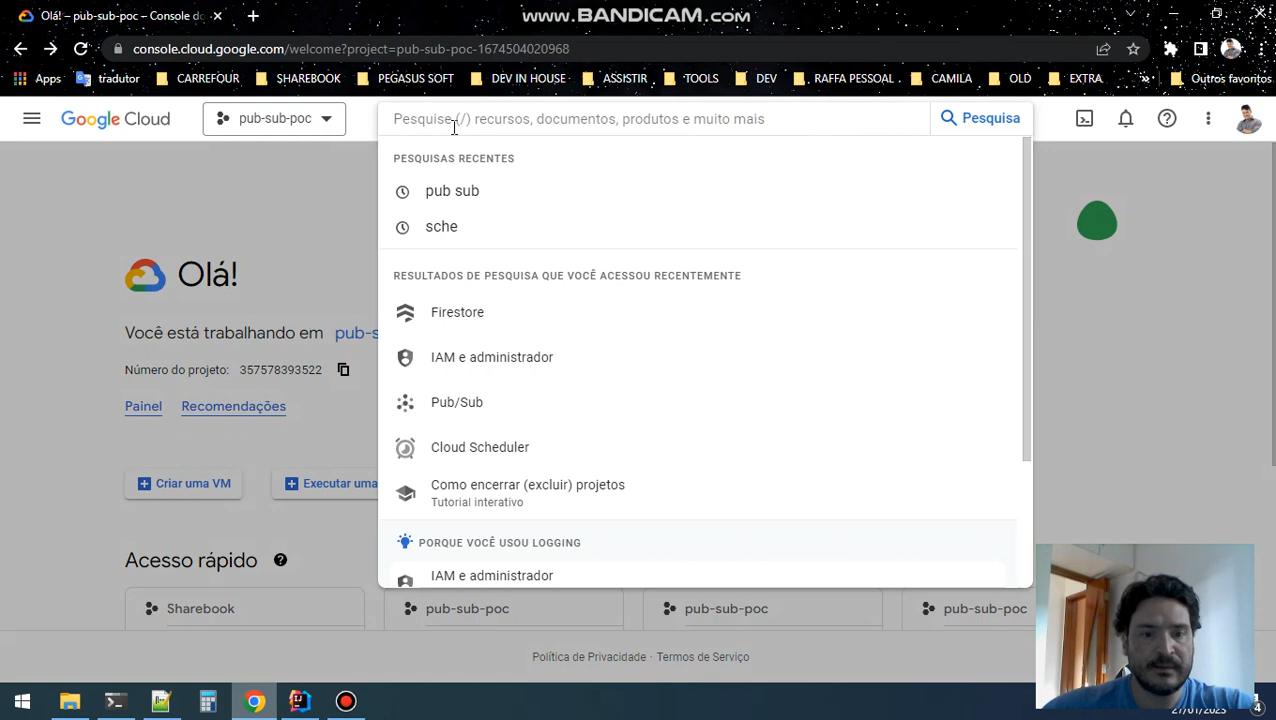 www.BANDICAM.com
Olá! – pub-sub-poc – Console do
console.cloud.google.com/welcome?project=pub-sub-poc-1674504020968
Apps tradutor CARREFOUR SHAREBOOK PEGASUS SOFT DEV IN HOUSE ASSISTIR TOOLS DEV RAFFA PESSOAL CAMILA OLD EXTRA » Outros favoritos
Google Cloud pub-sub-poc Pesquise (/) recursos, documentos, produtos e muito mais Pesquisa
PESQUISAS RECENTES
pub sub
sche
RESULTADOS DE PESQUISA QUE VOCÊ ACESSOU RECENTEMENTE
Firestore
IAM e administrador
Pub/Sub
Cloud Scheduler
Como encerrar (excluir) projetos
Tutorial interativo
PORQUE VOCÊ USOU LOGGING
IAM e administrador
Olá!
Você está trabalhando em pub-s
Número do projeto: 357578393522
Painel Recomendações
Criar uma VM Executar uma
Acesso rápido
Sharebook pub-sub-poc pub-sub-poc pub-sub-poc
Política de Privacidade · Termos de Serviço
27/01/2023
4